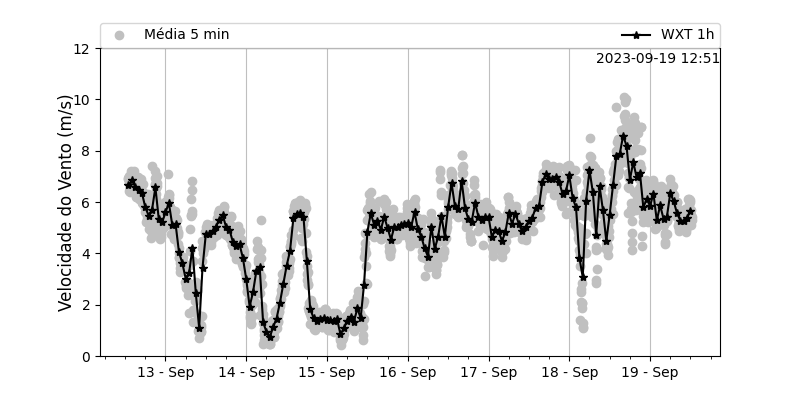 Média 5 min
WXT 1h
2023-09-19 12:51
Velocidade do Vento (m/s)
12
10
8
6
4
2
0
13 - Sep
14 - Sep
15 - Sep
16 - Sep
17 - Sep
18 - Sep
19 - Sep